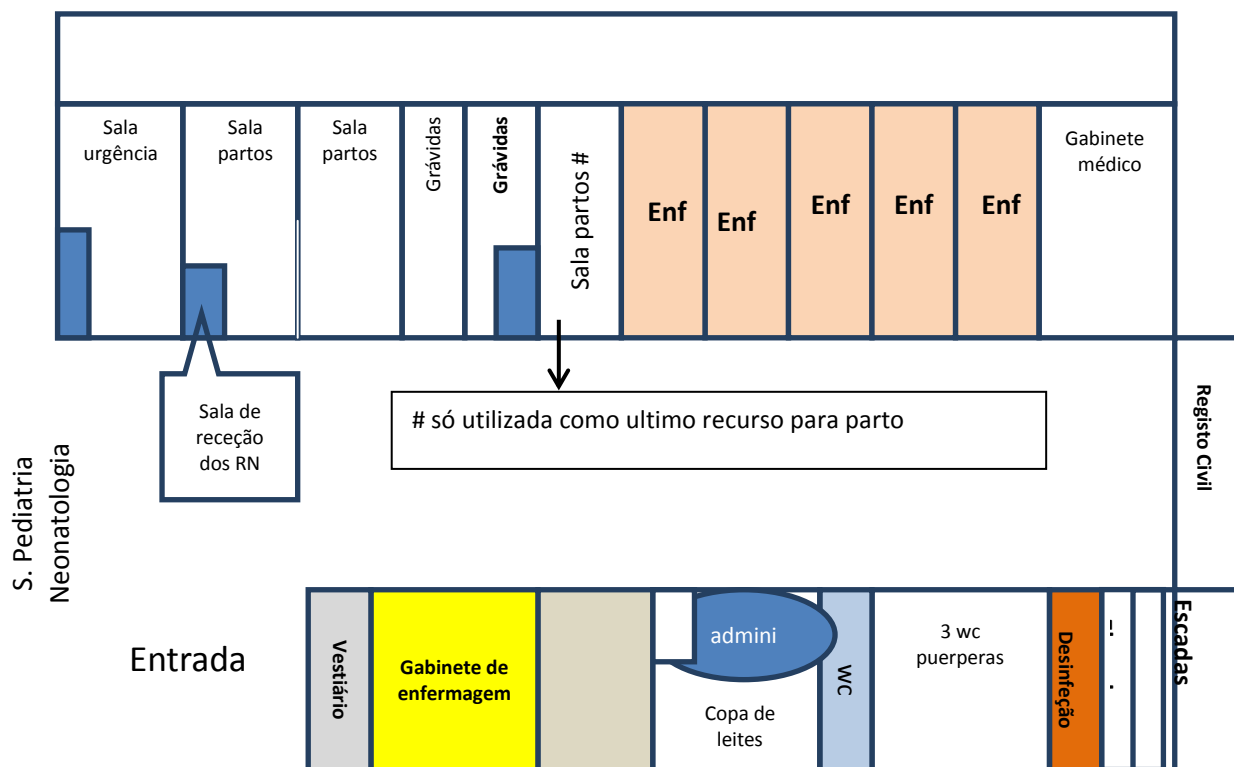 Sala
urgência
Sala
partos
Sala
partos
Grávidas
Grávidas
Sala partos #
Enf
Enf
Enf
Enf
Enf
Gabinete
médico
Sala de
receção
dos RN
# só utilizada como ultimo recurso para parto
Registo Civil
S. Pediatria
Neonatologia
Entrada
Vestiário
Gabinete de
enfermagem
admini
Copa de
leites
WC
3 wc
puerperas
Desinfeção
!
.
Escadas